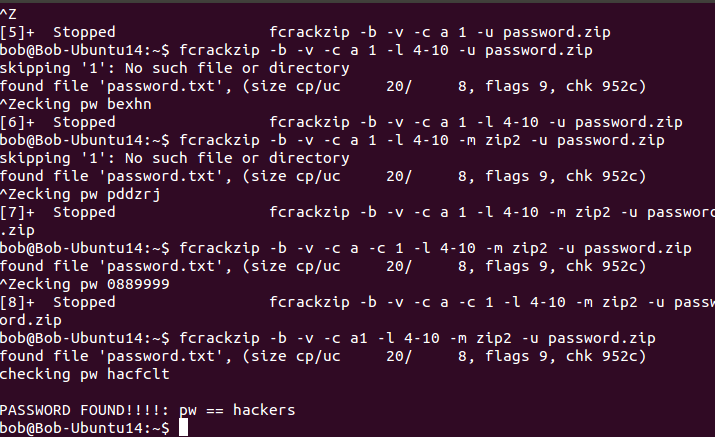 ^Z
[5]+  Stopped                 fcrackzip -b -v -c a 1 -u password.zip
bob@Bob-Ubuntu14:~$ fcrackzip -b -v -c a 1 -l 4-10 -u password.zip
skipping '1': No such file or directory
found file 'password.txt', (size cp/uc     20/     8, flags 9, chk 952c)
^Zecking pw bexhn
[6]+  Stopped                 fcrackzip -b -v -c a 1 -l 4-10 -u password.zip
bob@Bob-Ubuntu14:~$ fcrackzip -b -v -c a 1 -l 4-10 -m zip2 -u password.zip
skipping '1': No such file or directory
found file 'password.txt', (size cp/uc     20/     8, flags 9, chk 952c)
^Zecking pw pddzrj
[7]+  Stopped                 fcrackzip -b -v -c a 1 -l 4-10 -m zip2 -u password
.zip
bob@Bob-Ubuntu14:~$ fcrackzip -b -v -c a -c 1 -l 4-10 -m zip2 -u password.zip
found file 'password.txt', (size cp/uc     20/     8, flags 9, chk 952c)
^Zecking pw 0889999
[8]+  Stopped                 fcrackzip -b -v -c a -c 1 -l 4-10 -m zip2 -u passw
ord.zip
bob@Bob-Ubuntu14:~$ fcrackzip -b -v -c a1 -l 4-10 -m zip2 -u password.zip
found file 'password.txt', (size cp/uc     20/     8, flags 9, chk 952c)
checking pw hacfclt
PASSWORD FOUND!!!!: pw == hackers
bob@Bob-Ubuntu14:~$